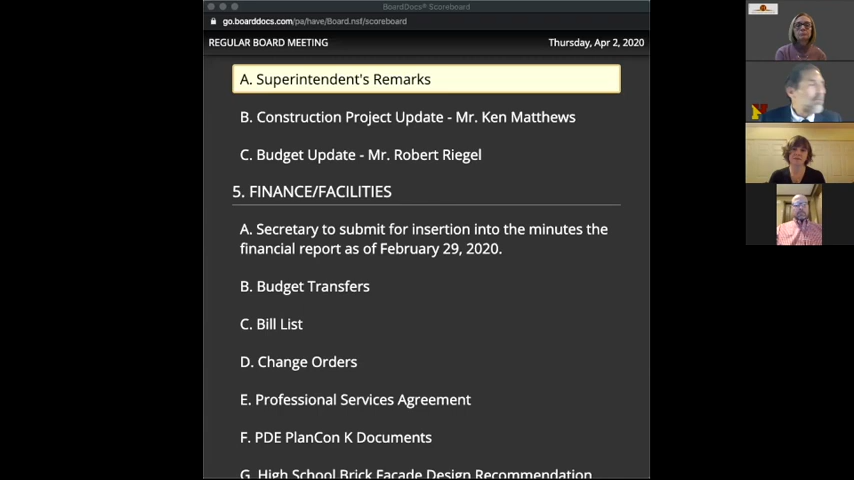 BoardDocs® Scoreboard
go.boarddocs.com/pa/have/Board.nsf/scoreboard
REGULAR BOARD MEETING Thursday, Apr 2, 2020
A. Superintendent's Remarks
B. Construction Project Update - Mr. Ken Matthews
C. Budget Update - Mr. Robert Riegel
5. FINANCE/FACILITIES
A. Secretary to submit for insertion into the minutes the
financial report as of February 29, 2020.
B. Budget Transfers
C. Bill List
D. Change Orders
E. Professional Services Agreement
F. PDE PlanCon K Documents
G. High School Brick Facade Design Recommendation